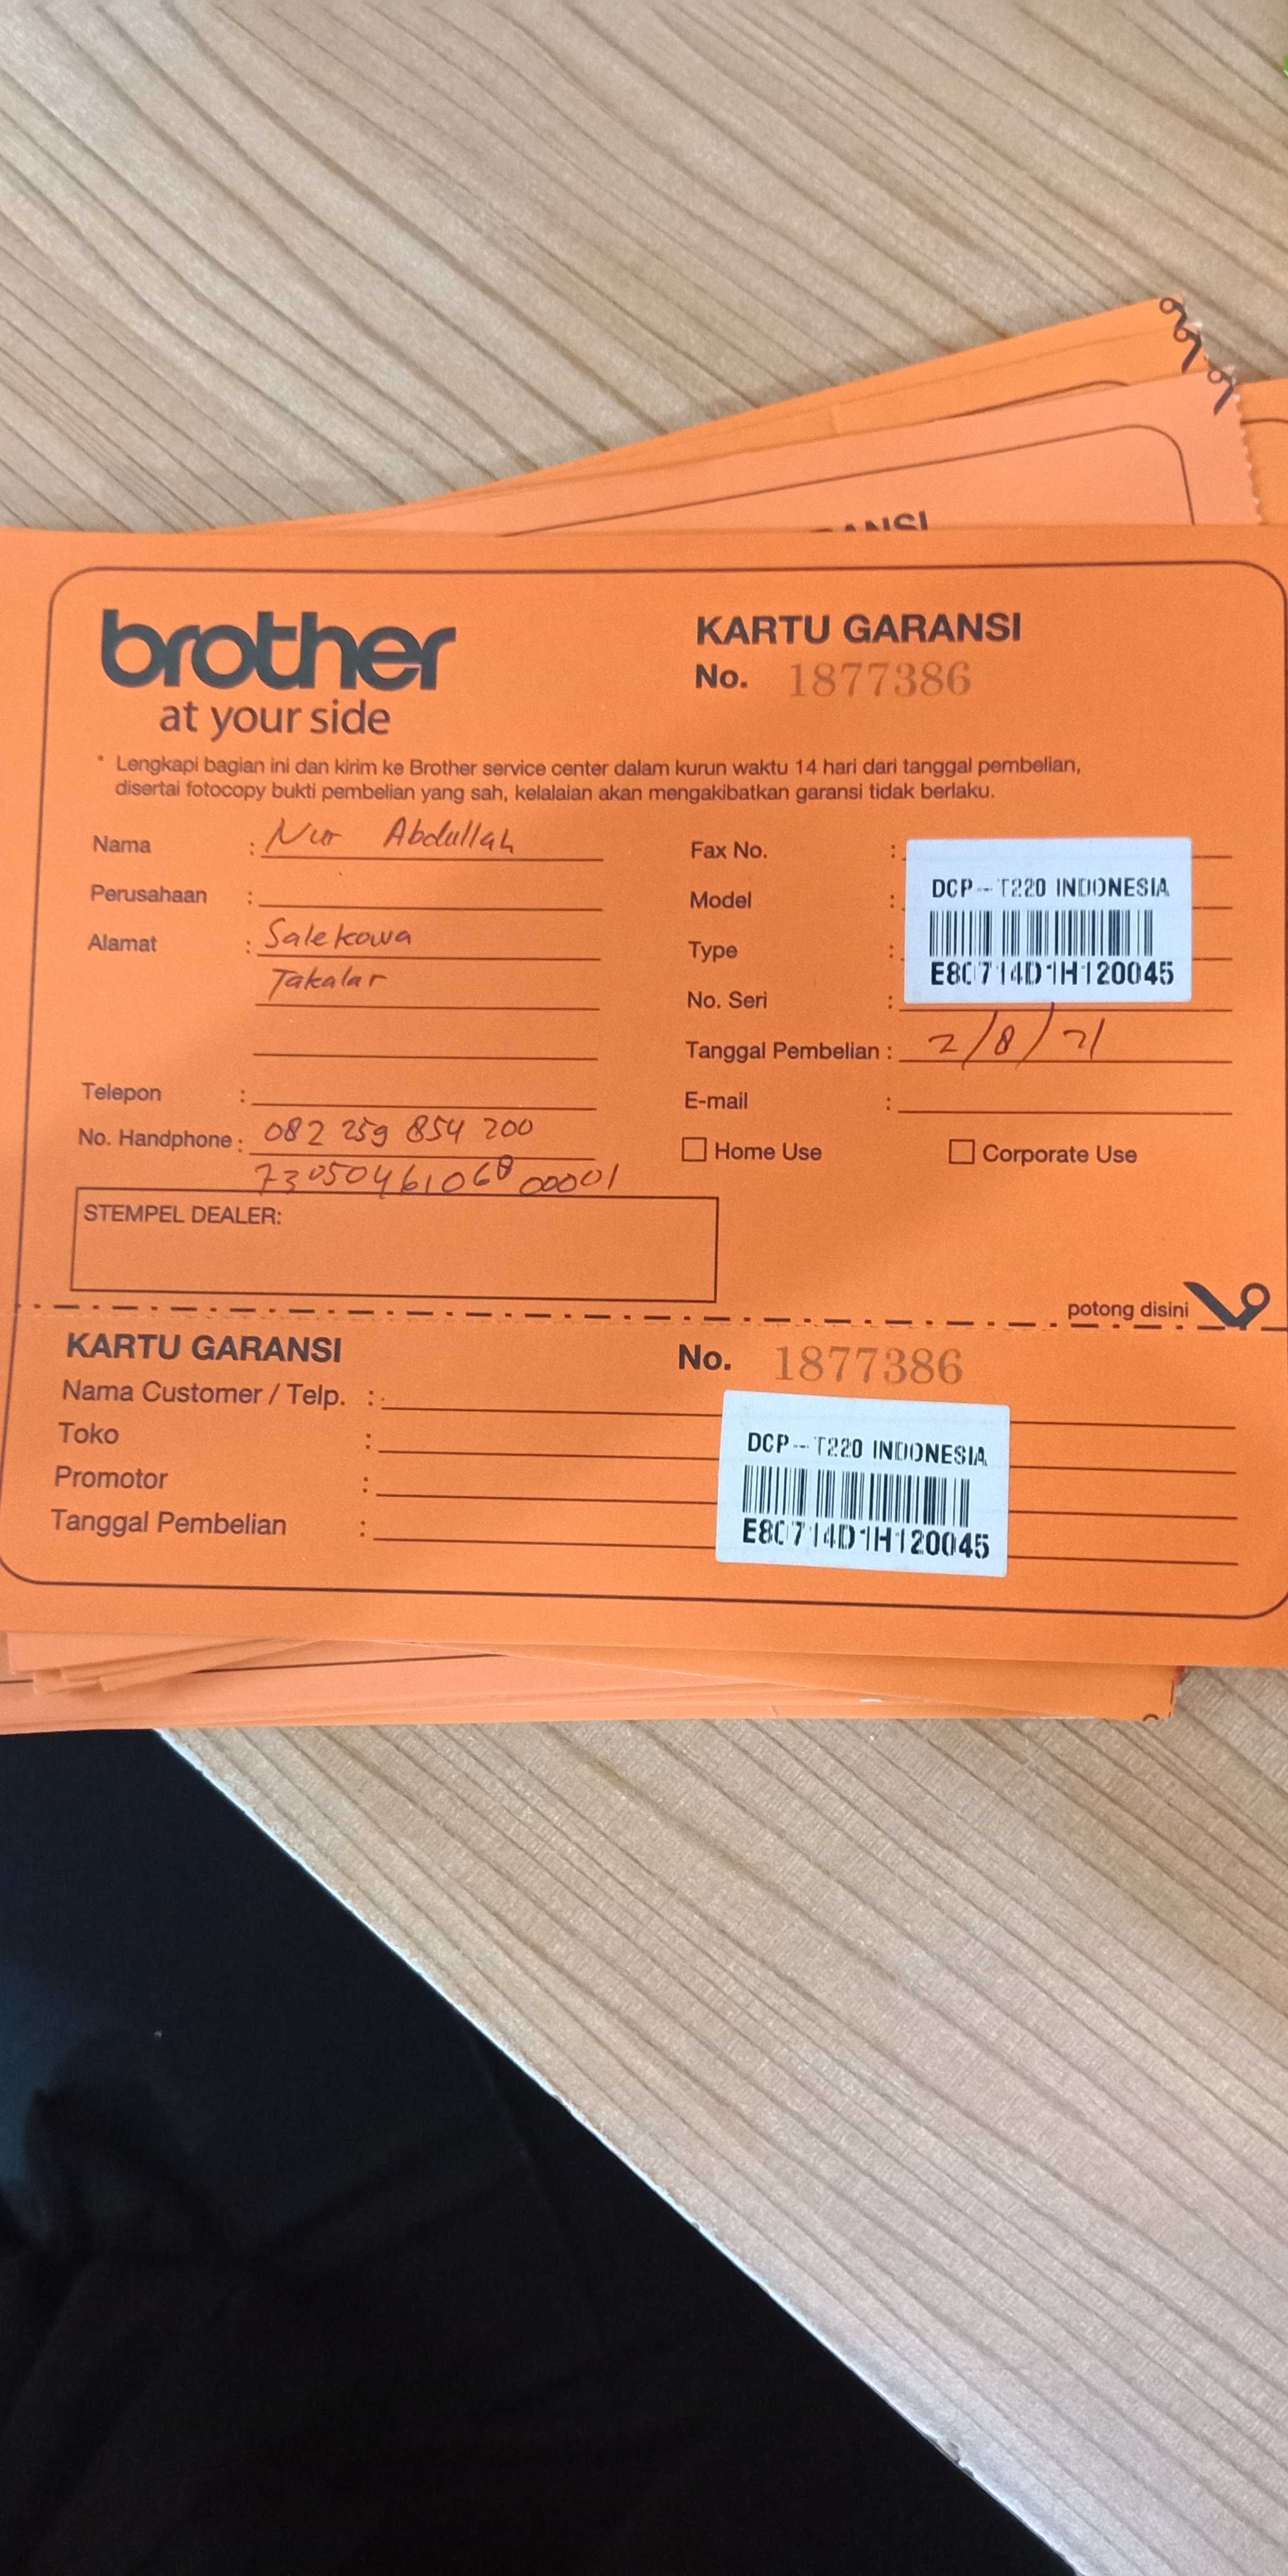 ANSI
brother
at your side
KARTU GARANSI
No. 1877386
* Lengkapi bagian ini dan kirim ke Brother service center dalam kurun waktu 14 hari dari tanggal pembelian,
disertai fotocopy bukti pembelian yang sah, kelalaian akan mengakibatkan garansi tidak berlaku.
Nama : Nur Abdullah
Perusahaan :
Alamat : Salekowa
Takalar
Telepon :
No. Handphone : 082 259 854 200
7305046106800001
Fax No. :
Model :
Type :
No. Seri :
DCP-T220 INDONESIA
E80714D1H120045
Tanggal Pembelian : 2/8/21
E-mail :
Home Use
Corporate Use
STEMPEL DEALER:
potong disini
KARTU GARANSI
No. 1877386
Nama Customer / Telp. :
Toko :
Promotor :
Tanggal Pembelian :
DCP-T220 INDONESIA
E80714D1H120045